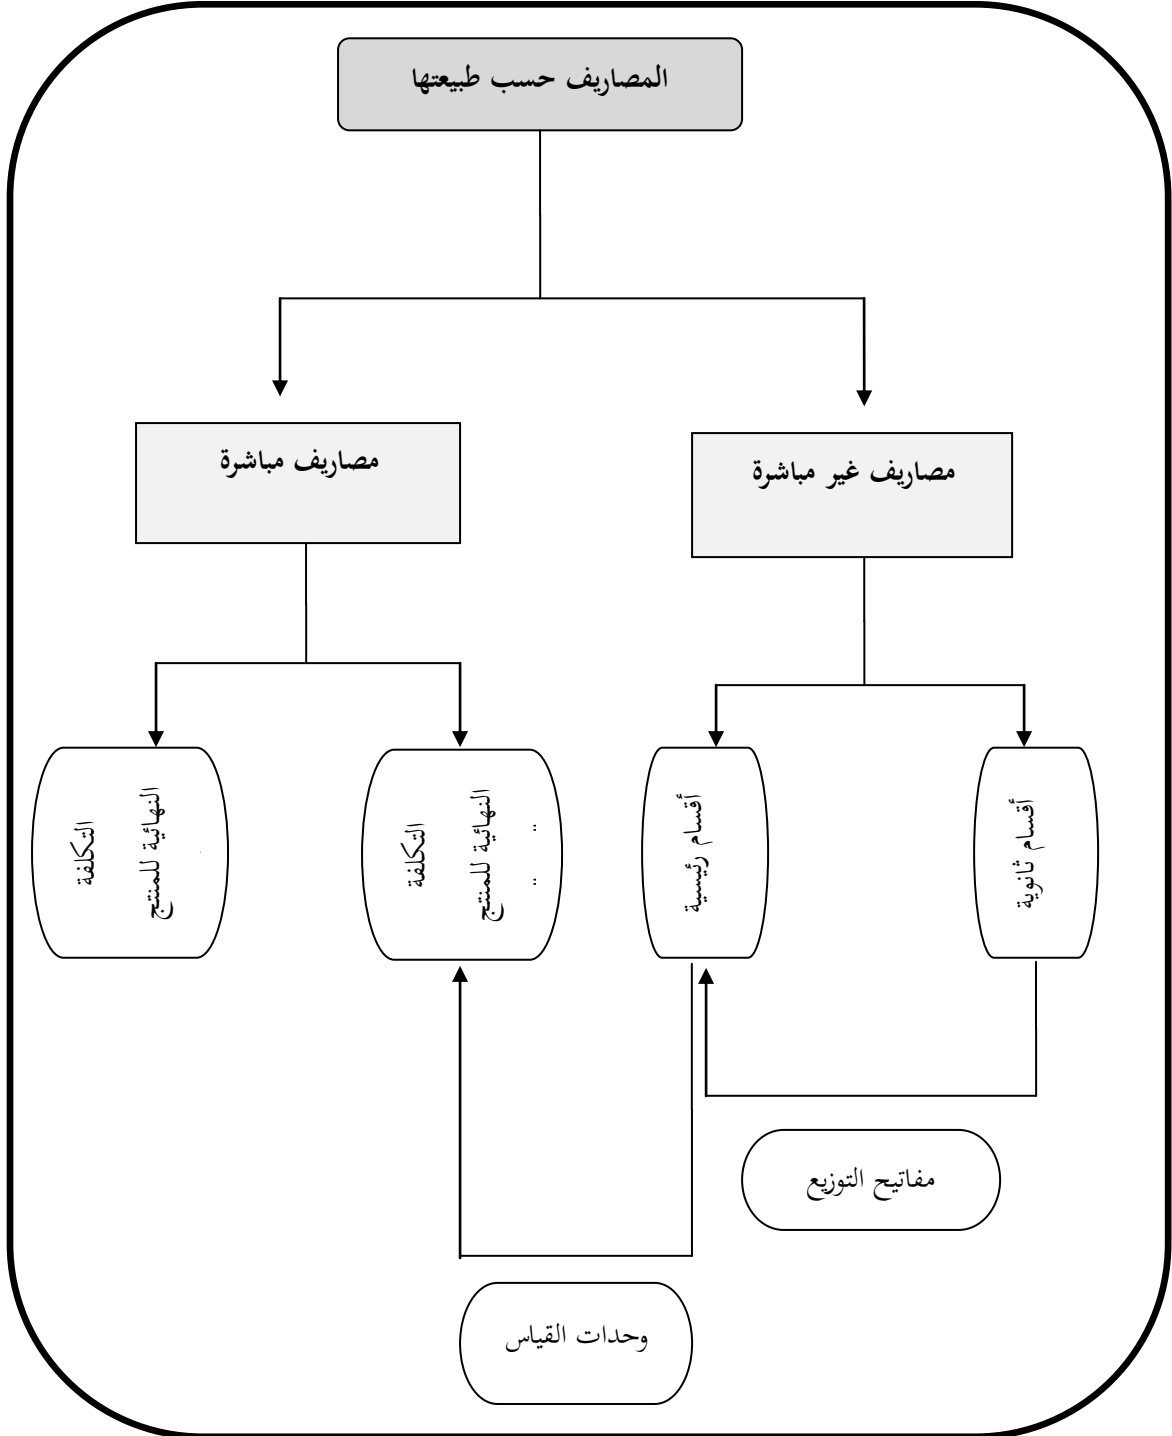 المصاريف حسب طبيعتها
مصاريف غير مباشرة
مصاريف مباشرة
أقسام ثانوية
أقسام رئيسية
التكلفة
النهائية للمنتج
التكلفة
النهائية للمنتج
مفاتيح التوزيع
وحدات القياس